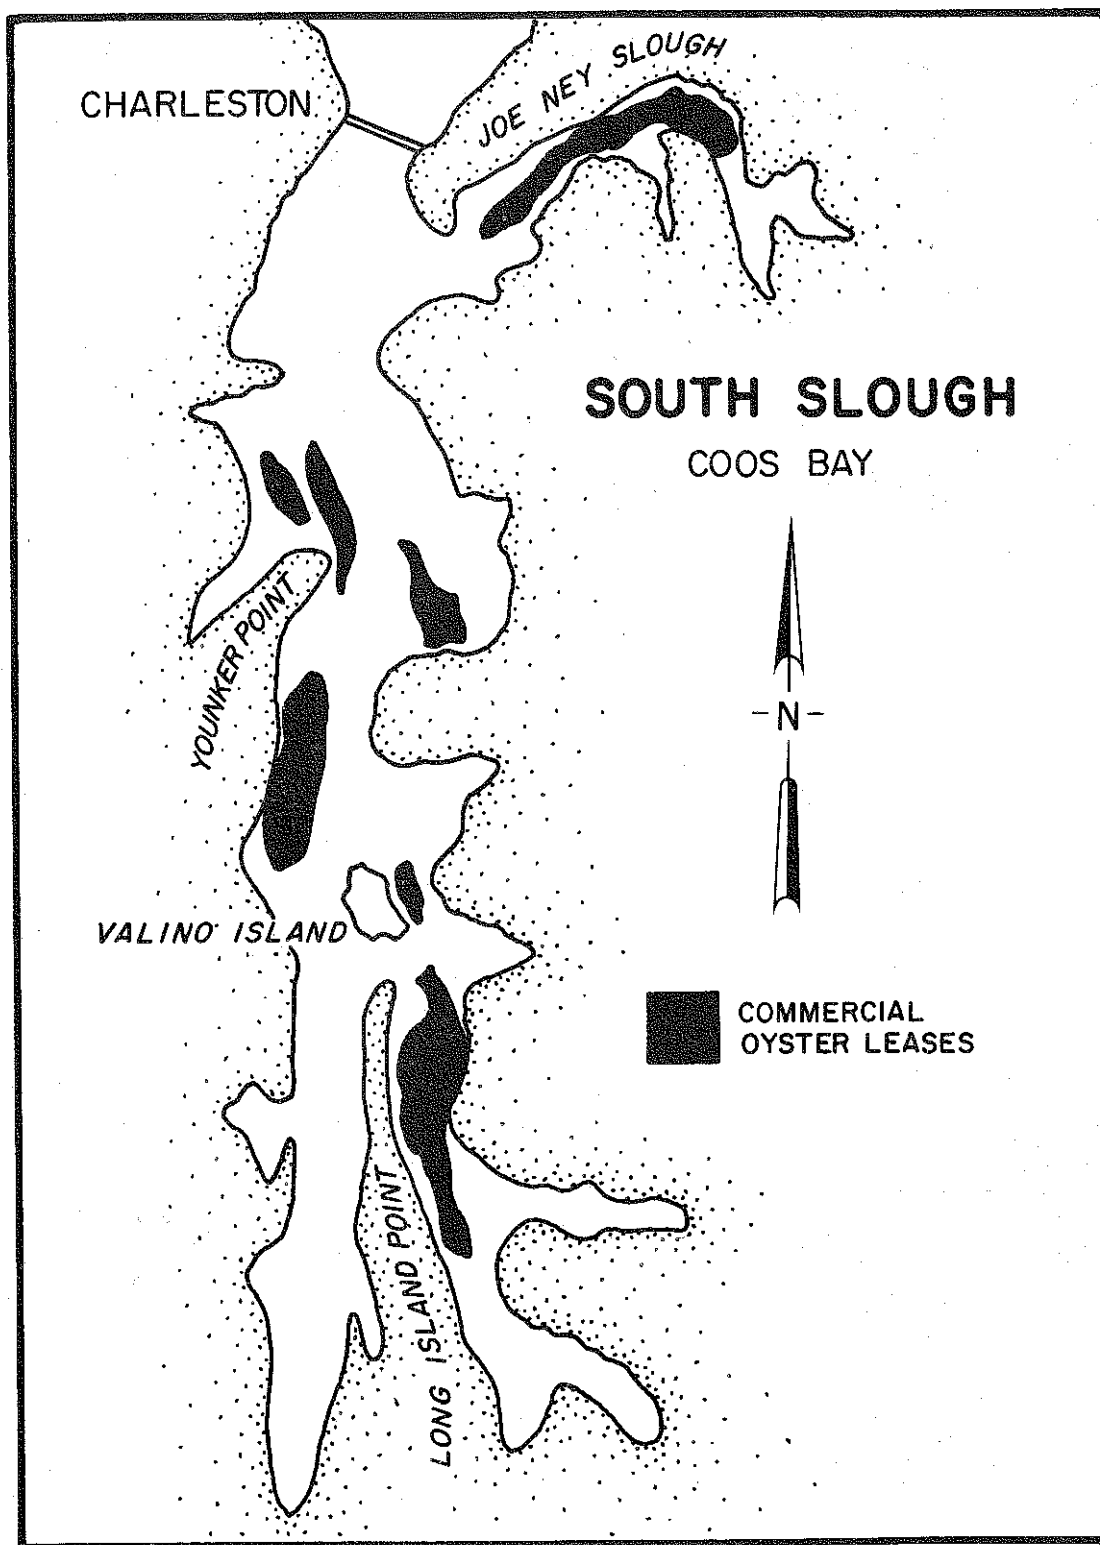 CHARLESTON
JOE NEY SLOUGH
SOUTH SLOUGH
COOS BAY
YOUNKER POINT
-N-
VALINO ISLAND
COMMERCIAL
OYSTER LEASES
LONG ISLAND POINT